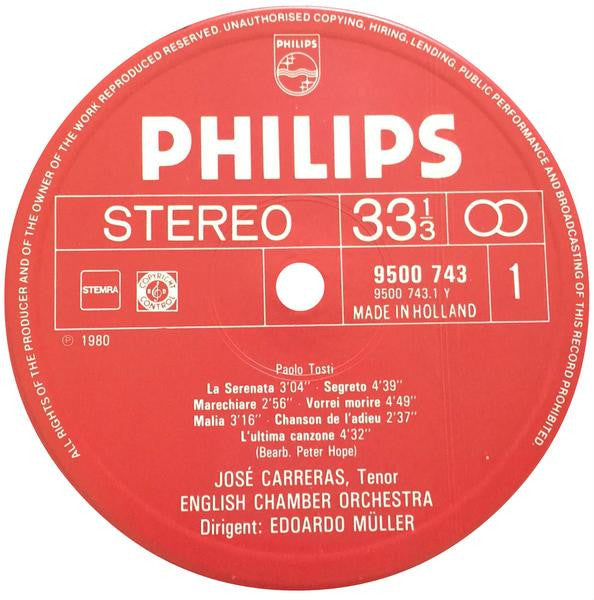 ALL RIGHTS OF THE PRODUCER AND OF THE OWNER OF THE WORK REPRODUCED RESERVED. UNAUTHORISED COPYING, HIRING, LENDING, PUBLIC PERFORMANCE AND BROADCASTING OF THIS RECORD PROHIBITED.
PHILIPS
PHILIPS
STEREO
33 1/3
STEMRA
COPYRIGHT
CONTROL
9500 743
9500 743.1 Y
MADE IN HOLLAND
1
℗ 1980
Paolo Tosti
La Serenata 3'04" · Segreto 4'39"
Marechiare 2'56" · Vorrei morire 4'49"
Malia 3'16" · Chanson de l'adieu 2'37"
L'ultima canzone 4'32"
(Bearb. Peter Hope)
JOSÉ CARRERAS, Tenor
ENGLISH CHAMBER ORCHESTRA
Dirigent: EDOARDO MÜLLER